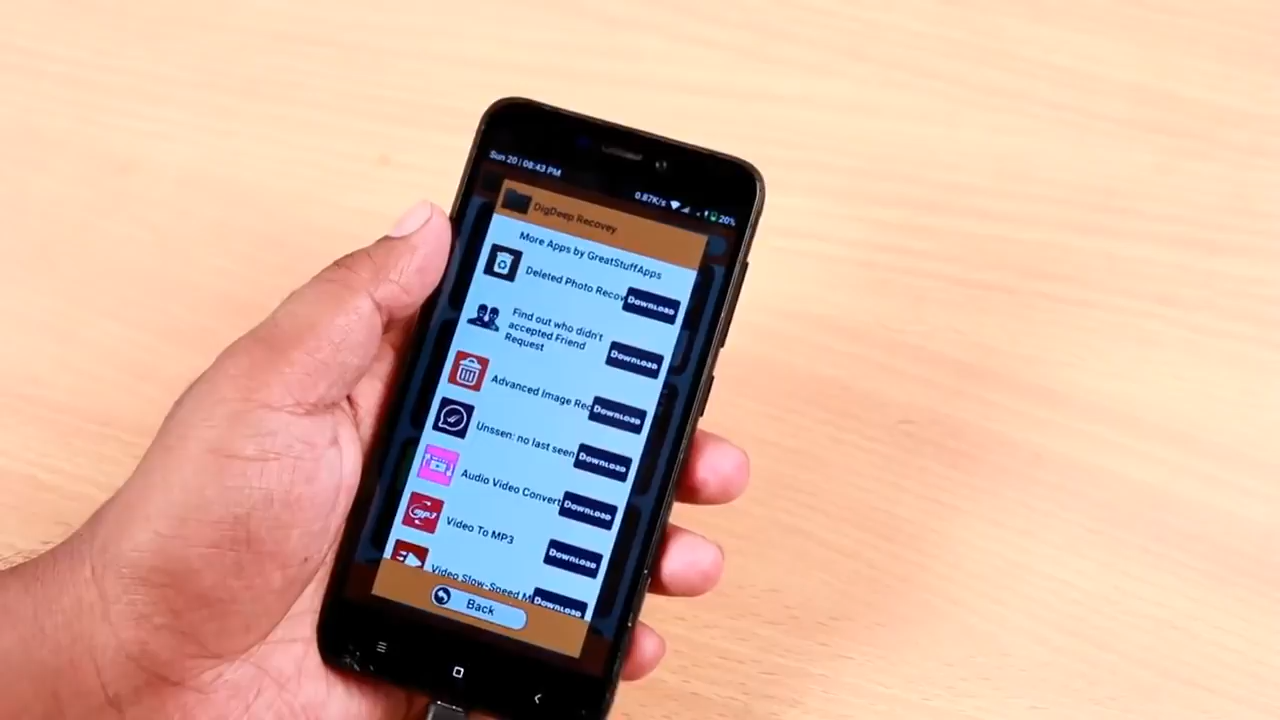 Sun 20 | 08:43 PM
0.87K/s
20%
DigDeep Recovey
More Apps by GreatStuffApps
Deleted Photo Recov
Download
Find out who didn't
accepted Friend
Request
Download
Advanced Image Rec
Download
Unssen: no last seen
Download
Audio Video Convert
Download
MP3
Video To MP3
Download
Video Slow-Speed M
Download
Back